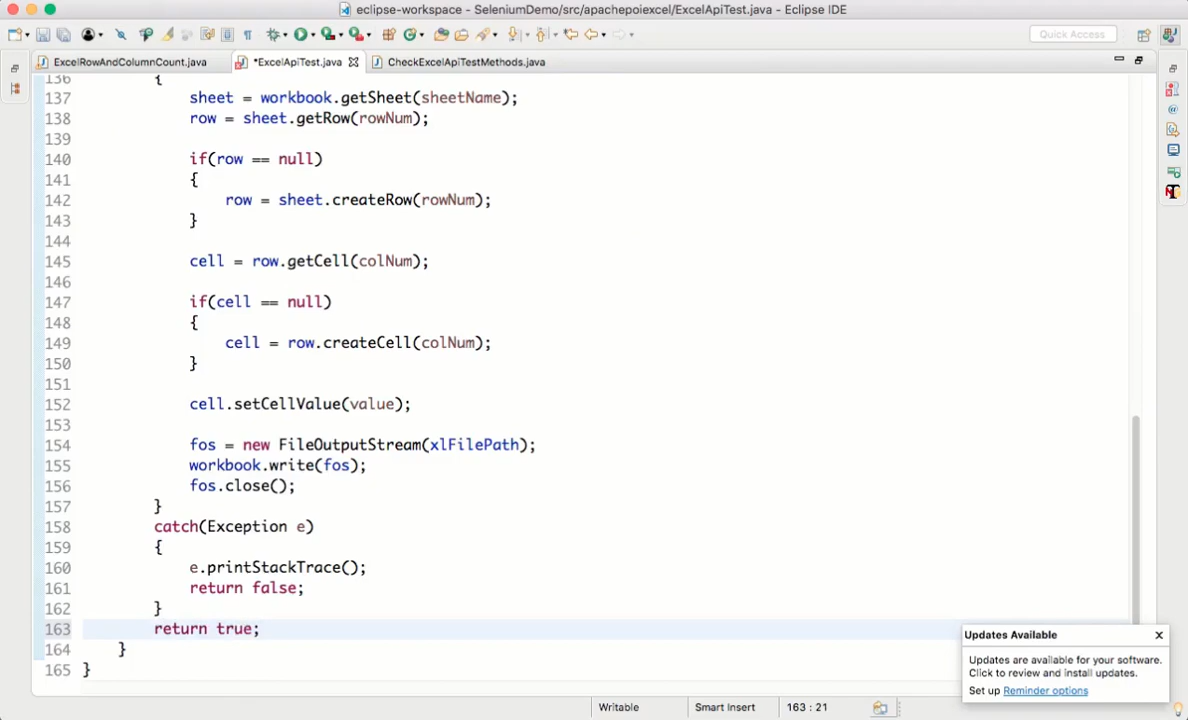 eclipse-workspace - SeleniumDemo/src/apachepoiexcel/ExcelApiTest.java - Eclipse IDE
Quick Access
ExcelRowAndColumnCount.java
*ExcelApiTest.java
CheckExcelApiTestMethods.java
136 {
137 sheet = workbook.getSheet(sheetName);
138 row = sheet.getRow(rowNum);
139
140 if(row == null)
141 {
142 row = sheet.createRow(rowNum);
143 }
144
145 cell = row.getCell(colNum);
146
147 if(cell == null)
148 {
149 cell = row.createCell(colNum);
150 }
151
152 cell.setCellValue(value);
153
154 fos = new FileOutputStream(xlFilePath);
155 workbook.write(fos);
156 fos.close();
157 }
158 catch(Exception e)
159 {
160 e.printStackTrace();
161 return false;
162 }
163 return true;
164 }
165 }
Updates Available
Updates are available for your software.
Click to review and install updates.
Set up Reminder options
Writable
Smart Insert
163 : 21